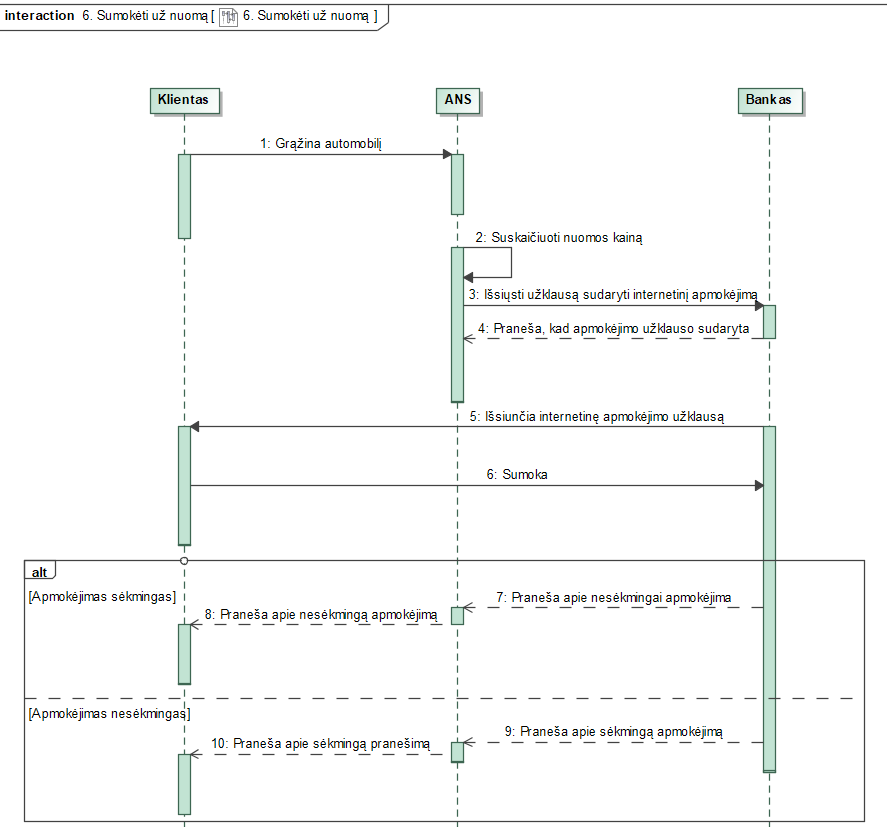 interaction 6. Sumokėti už nuomą [ 6. Sumokėti už nuomą ]
Klientas
ANS
Bankas
1: Grąžina automobilį
2: Suskaičiuoti nuomos kainą
3: Išsiųsti užklausą sudaryti internetinį apmokėjimą
4: Praneša, kad apmokėjimo užklauso sudaryta
5: Išsiunčia internetinę apmokėjimo užklausą
6: Sumoka
alt
[Apmokėjimas sėkmingas]
7: Praneša apie nesėkmingai apmokėjima
8: Praneša apie nesėkmingą apmokėjimą
[Apmokėjimas nesėkmingas]
9: Praneša apie sėkmingą apmokėjimą
10: Praneša apie sėkmingą pranešimą